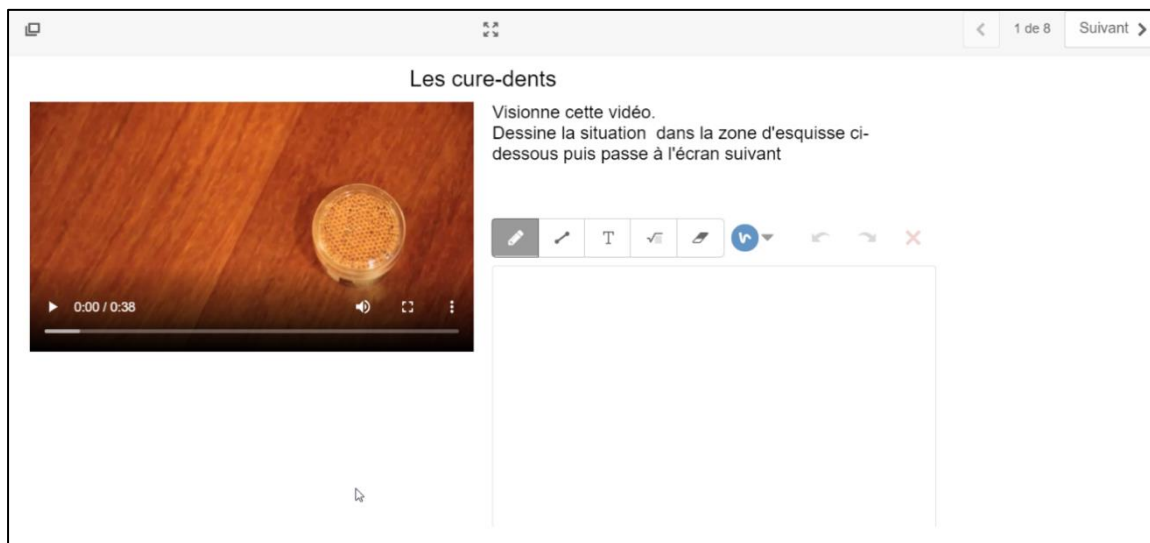 1 de 8
Suivant
Les cure-dents
Visionne cette vidéo.
Dessine la situation dans la zone d'esquisse ci-
dessous puis passe à l'écran suivant
T
0:00 / 0:38